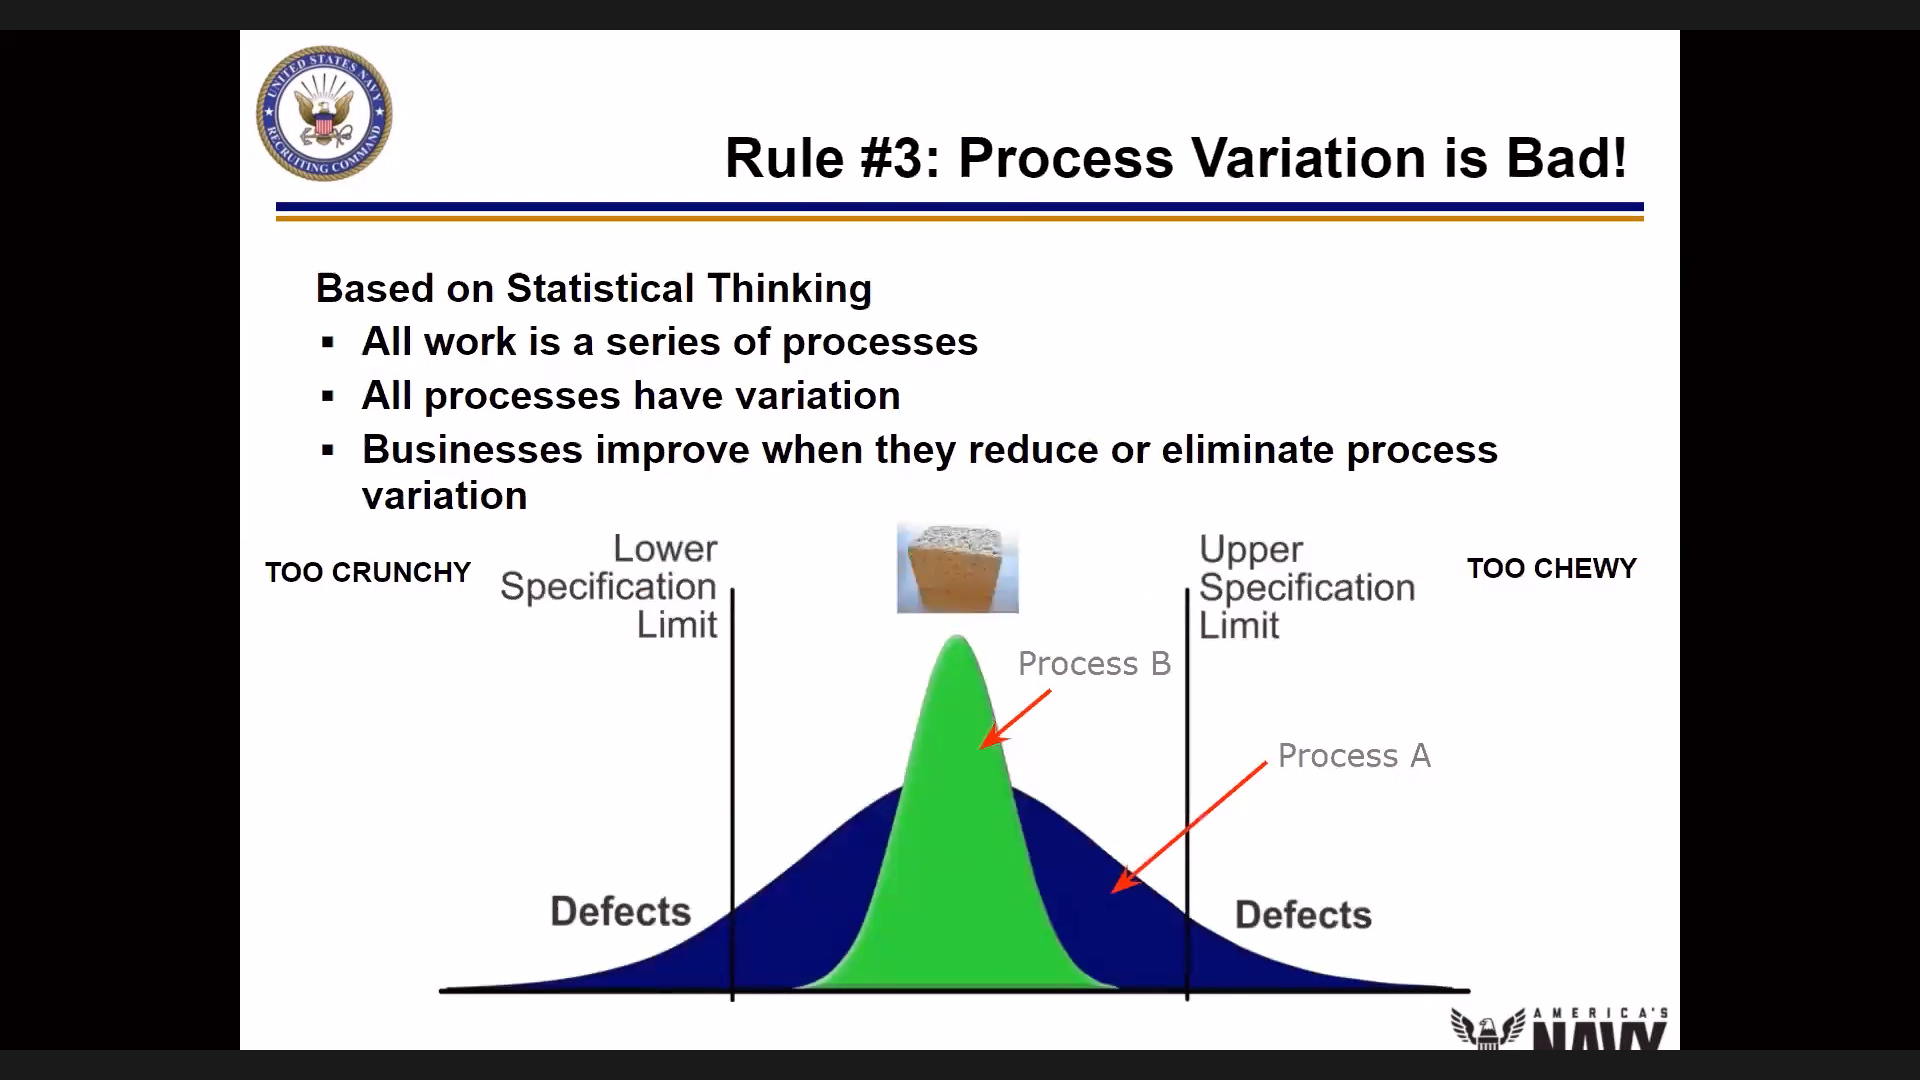 UNITED STATES NAVY
RECRUITING COMMAND
Rule #3: Process Variation is Bad!
Based on Statistical Thinking
▪ All work is a series of processes
▪ All processes have variation
▪ Businesses improve when they reduce or eliminate process
variation
TOO CRUNCHY
Lower
Specification
Limit
Upper
Specification
Limit
TOO CHEWY
Process B
Process A
Defects
Defects
AMERICA'S
NAVY